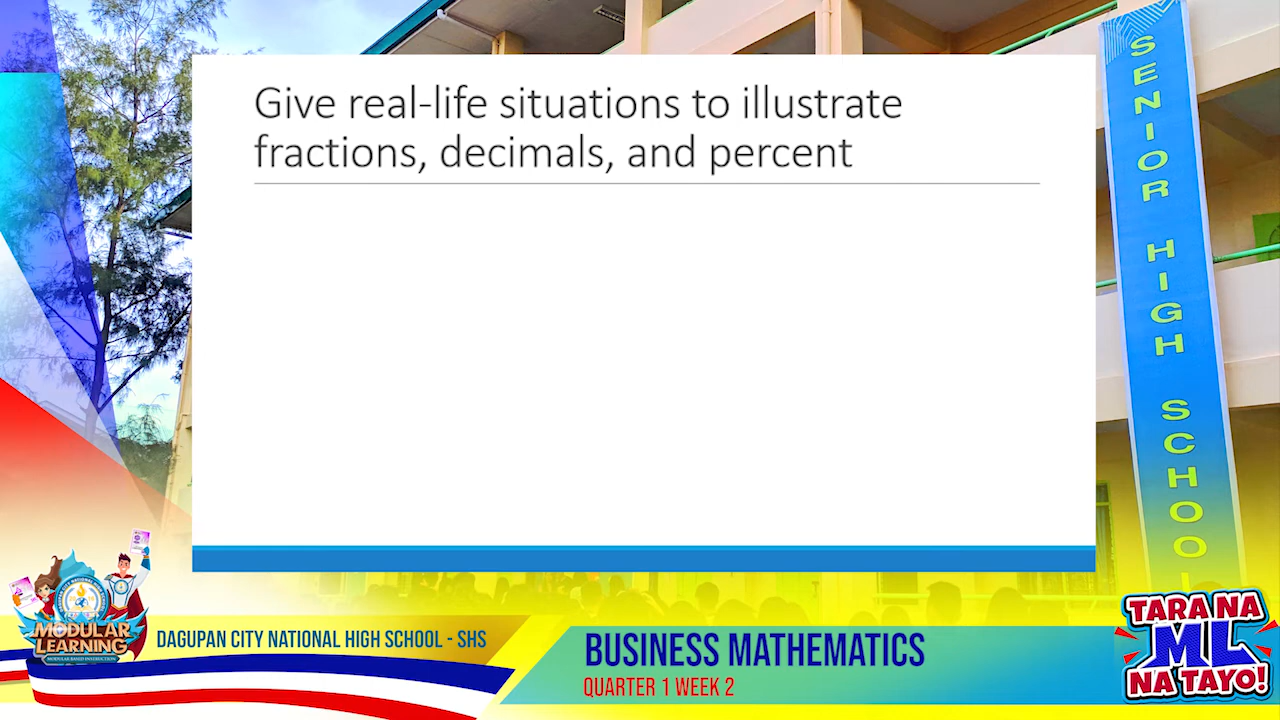 Give real-life situations to illustrate
fractions, decimals, and percent
SENIOR HIGH SCHOOL
MODULAR
LEARNING
DAGUPAN CITY NATIONAL HIGH SCHOOL - SHS
BUSINESS MATHEMATICS
QUARTER 1 WEEK 2
TARA NA
ML
NA TAYO!